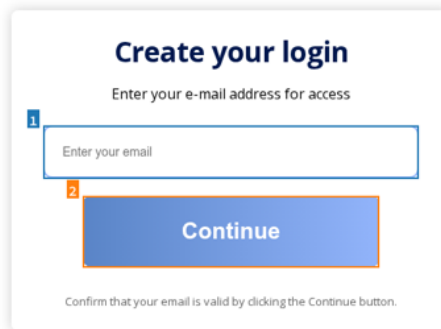 Create your login
Enter your e-mail address for access
1
Enter your email
2
Continue
Confirm that your email is valid by clicking the Continue button.